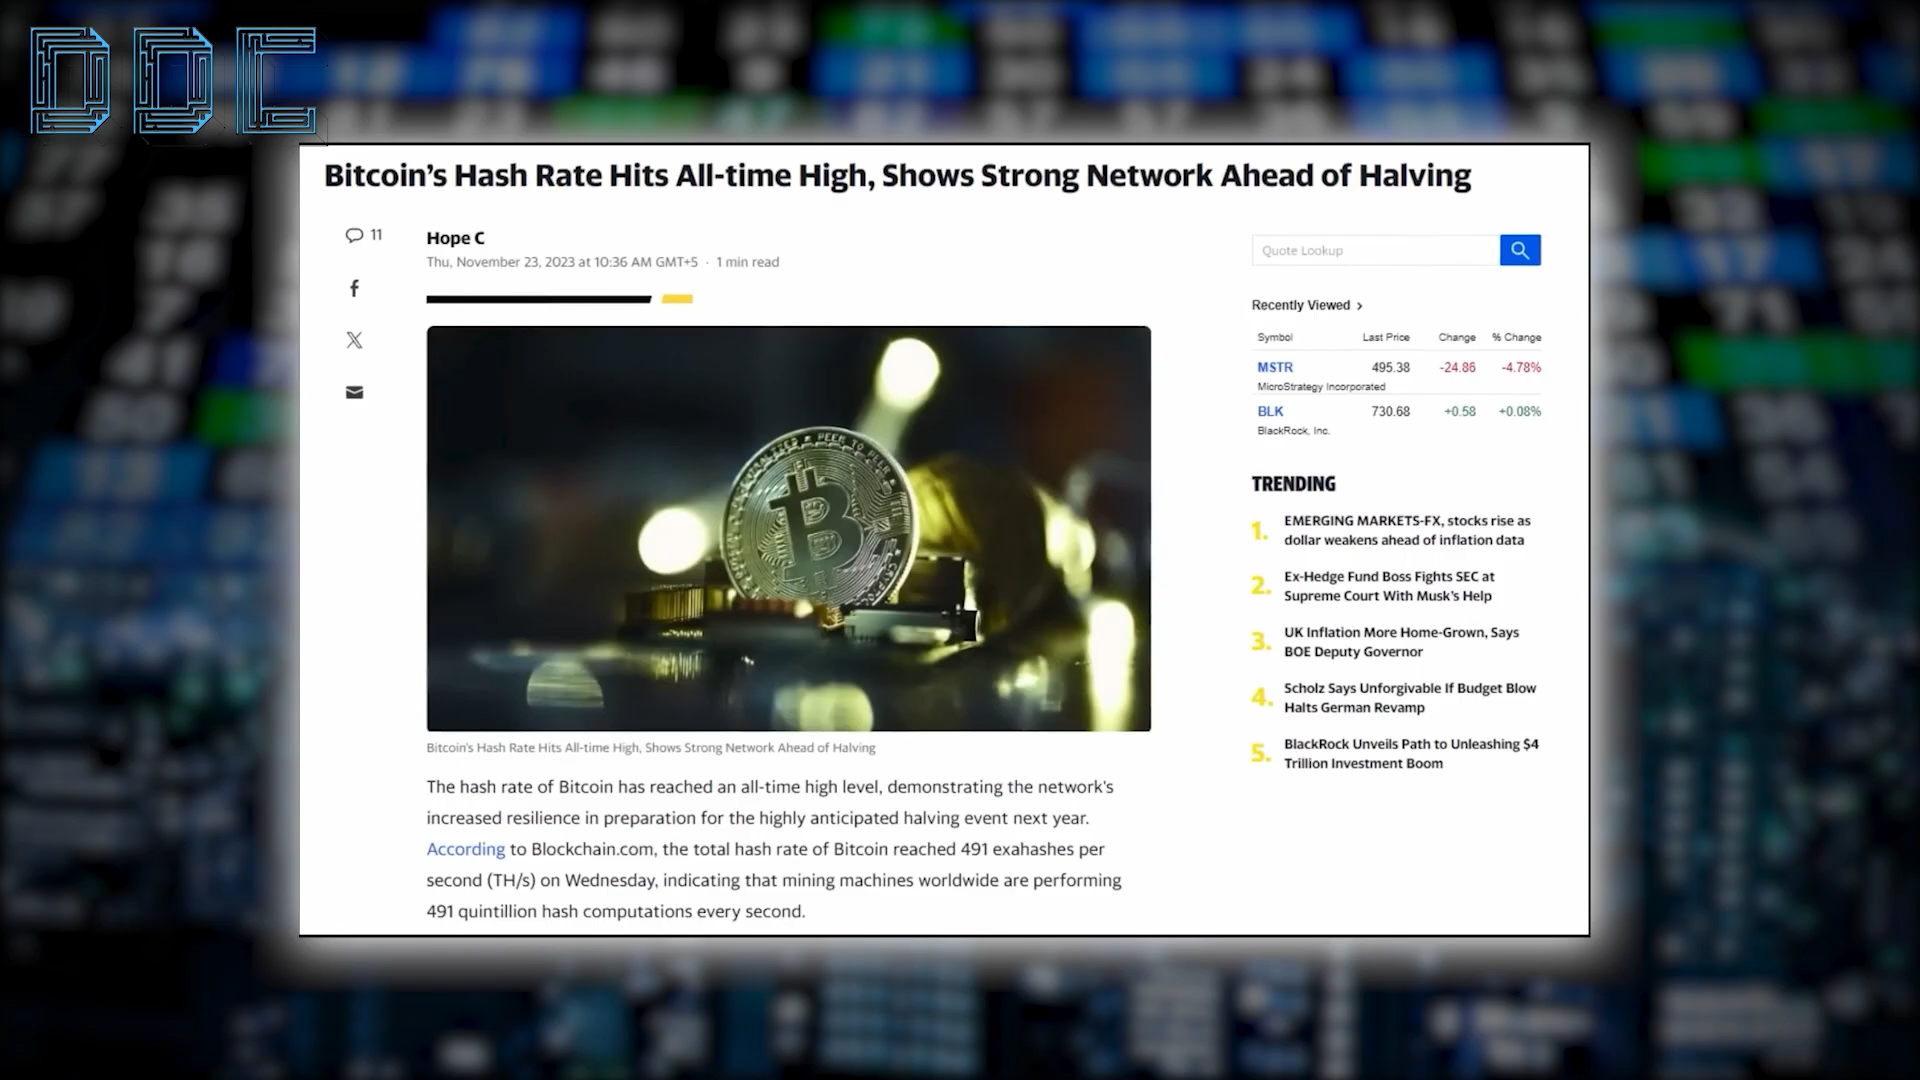 DDC
Bitcoin's Hash Rate Hits All-time High, Shows Strong Network Ahead of Halving
11
Hope C
Thu, November 23, 2023 at 10:36 AM GMT+5 · 1 min read
Quote Lookup
Recently Viewed
Symbol Last Price Change % Change
MSTR 495.38 -24.86 -4.78%
MicroStrategy Incorporated
BLK 730.68 +0.58 +0.08%
BlackRock, Inc.
TRENDING
1. EMERGING MARKETS-FX, stocks rise as
dollar weakens ahead of inflation data
2. Ex-Hedge Fund Boss Fights SEC at
Supreme Court With Musk's Help
3. UK Inflation More Home-Grown, Says
BOE Deputy Governor
4. Scholz Says Unforgivable If Budget Blow
Halts German Revamp
5. BlackRock Unveils Path to Unleashing $4
Trillion Investment Boom
Bitcoin's Hash Rate Hits All-time High, Shows Strong Network Ahead of Halving
The hash rate of Bitcoin has reached an all-time high level, demonstrating the network's
increased resilience in preparation for the highly anticipated halving event next year.
According to Blockchain.com, the total hash rate of Bitcoin reached 491 exahashes per
second (TH/s) on Wednesday, indicating that mining machines worldwide are performing
491 quintillion hash computations every second.